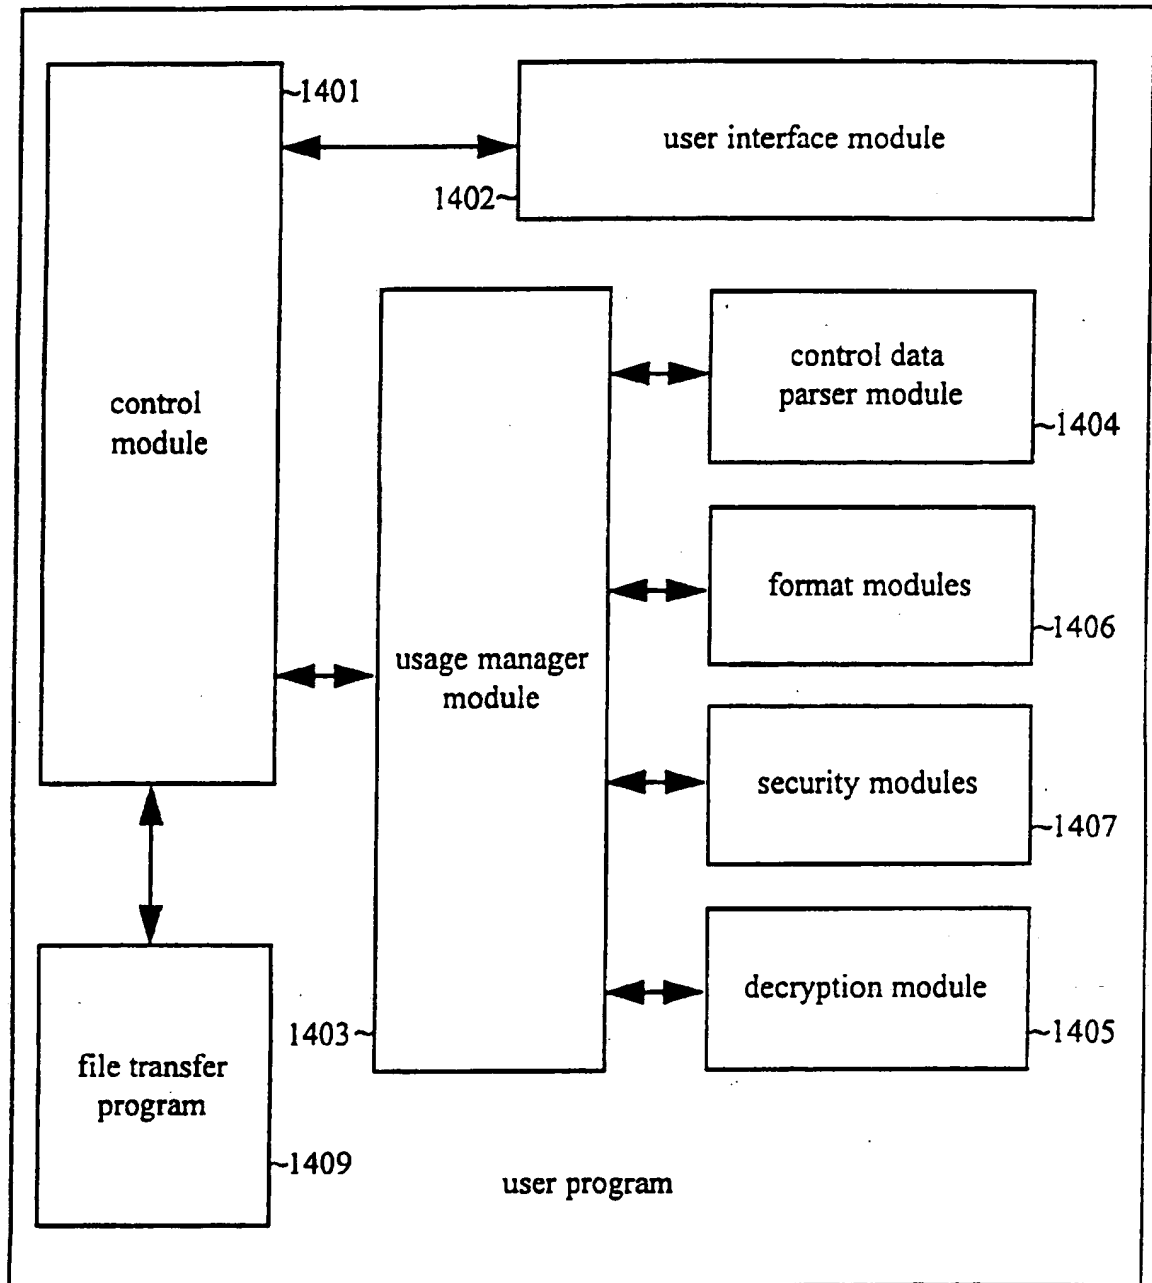 1401
user interface module
1402
control data
parser module
1404
control
module
format modules
1406
usage manager
module
security modules
1407
decryption module
1405
1403
file transfer
program
1409
user program